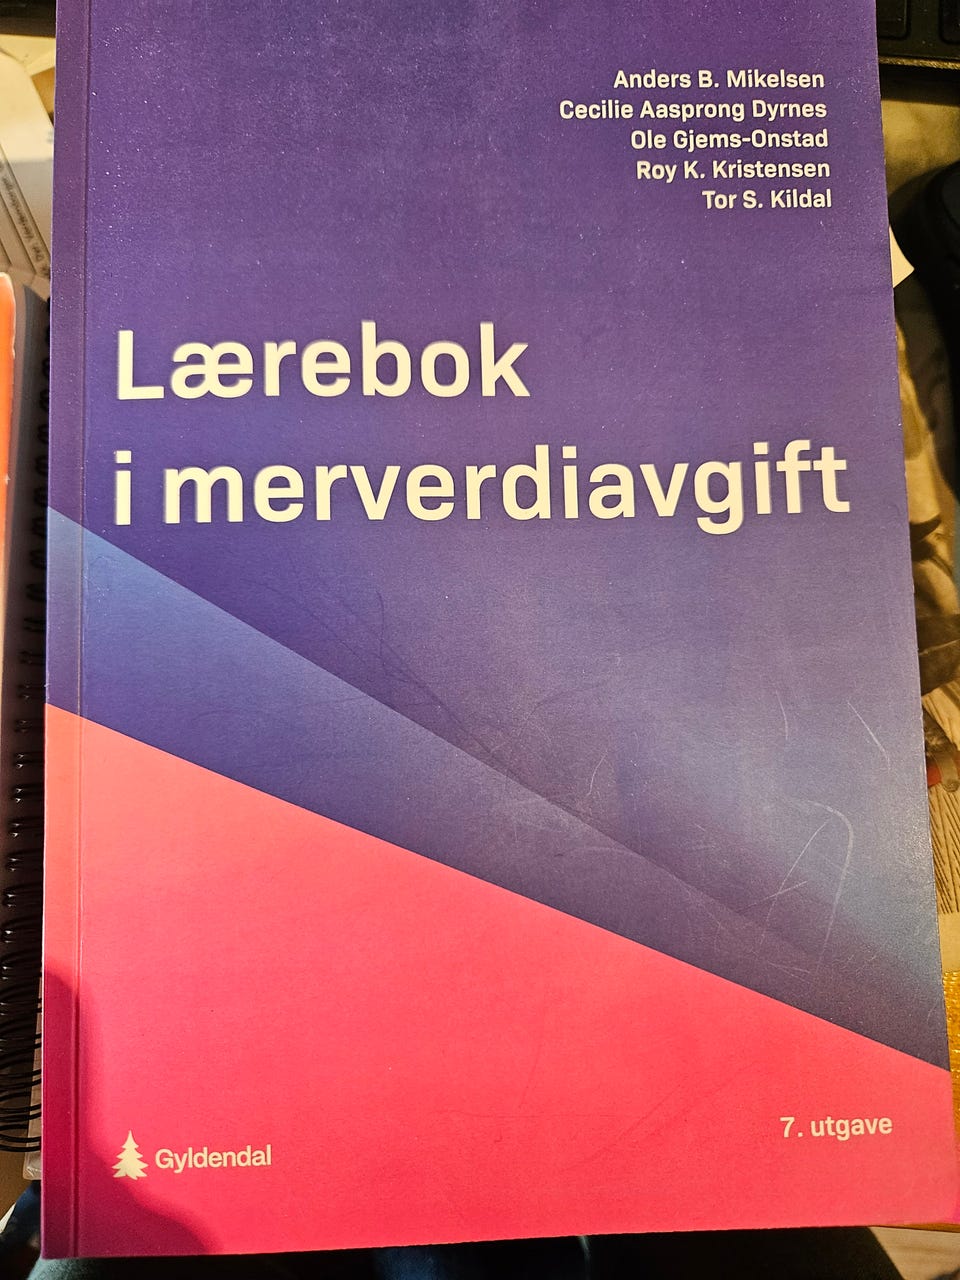 Anders B. Mikelsen
Cecilie Aasprong Dyrnes
Ole Gjems-Onstad
Roy K. Kristensen
Tor S. Kildal
Lærebok
i merverdiavgift
7. utgave
Gyldendal